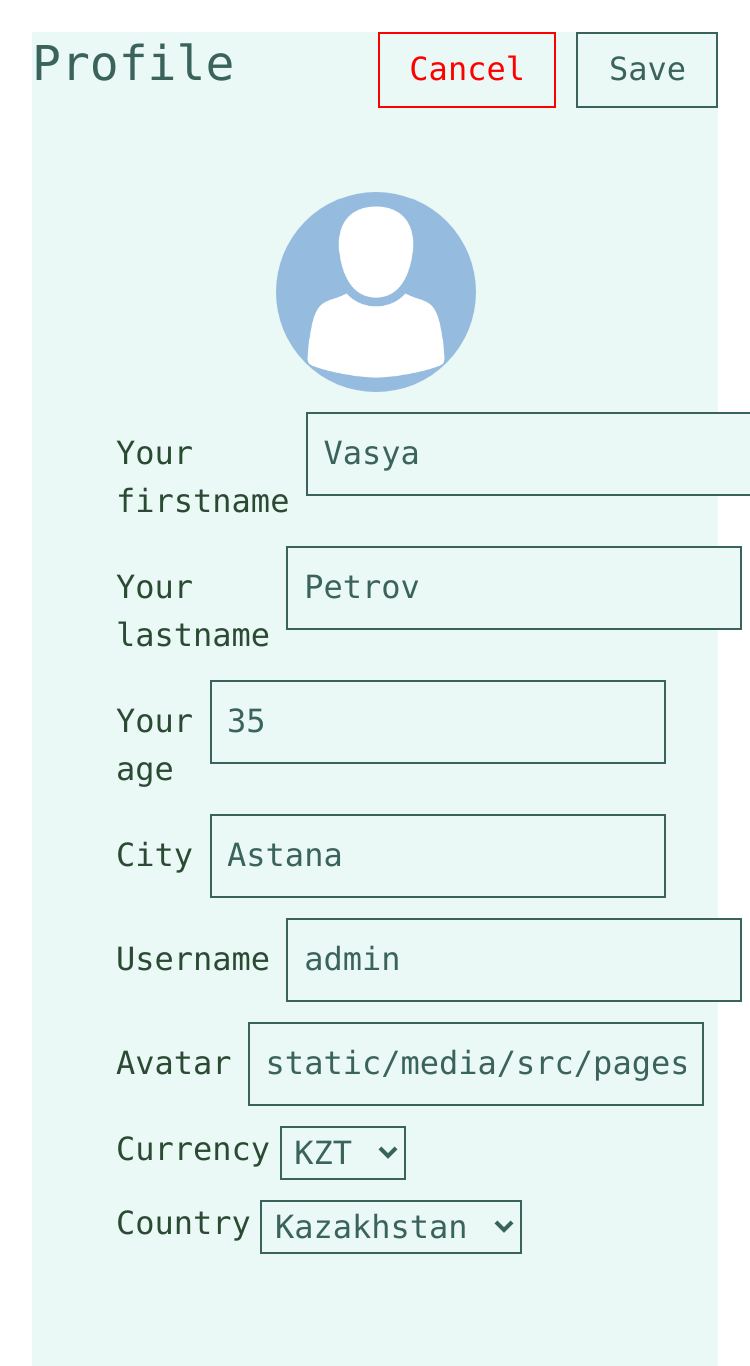 Profile
Cancel
Save
Your
firstname
Vasya
Your
lastname
Petrov
Your
age
35
City
Astana
Username
admin
Avatar
static/media/src/pages
Currency
KZT
Country
Kazakhstan